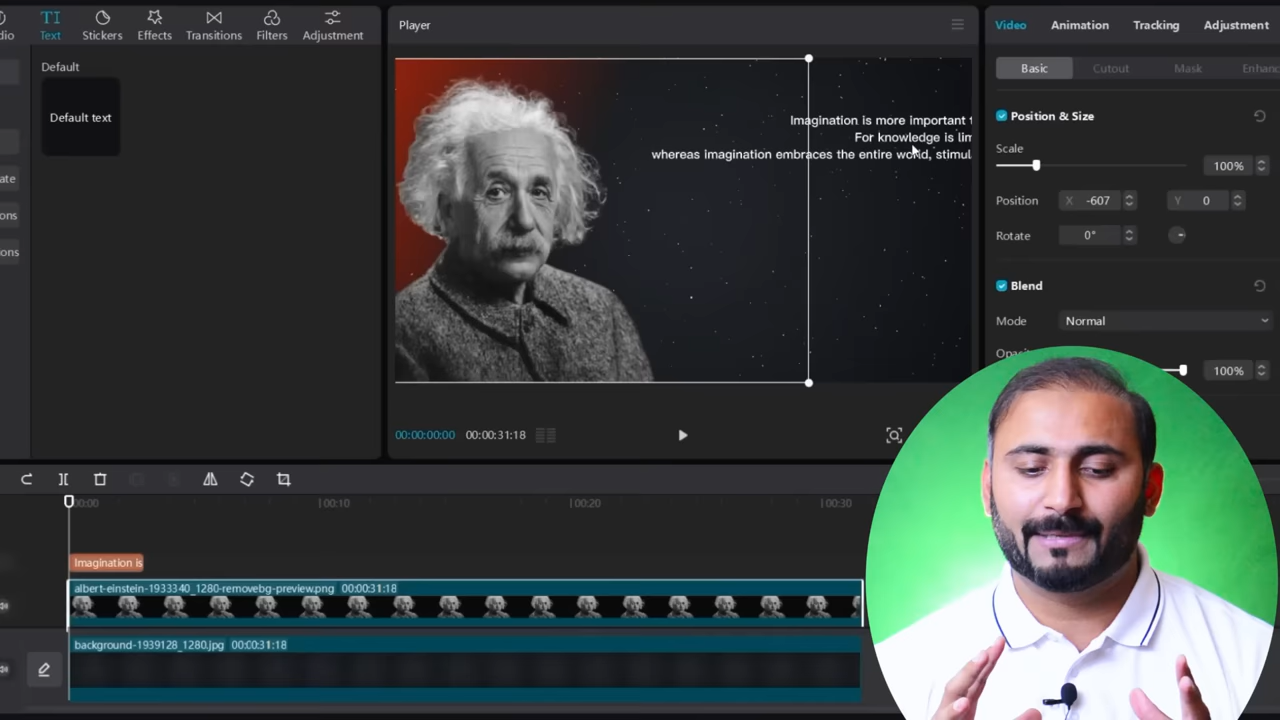 dio
Text
Stickers
Effects
Transitions
Filters
Adjustment
Default
Default text
ate
ons
ions
Player
Imagination is more important t
For knowledge is lim
whereas imagination embraces the entire world, stimul
00:00:00:00 00:00:31:18
Video Animation Tracking Adjustment
Basic Cutout Mask Enhanc
Position & Size
Scale
100%
Position X -607 Y 0
Rotate 0°
Blend
Mode Normal
Opac
100%
00:00 00:10 00:20 00:30
Imagination is
albert-einstein-1933340_1280-removebg-preview.png 00:00:31:18
background-1939128_1280.jpg 00:00:31:18